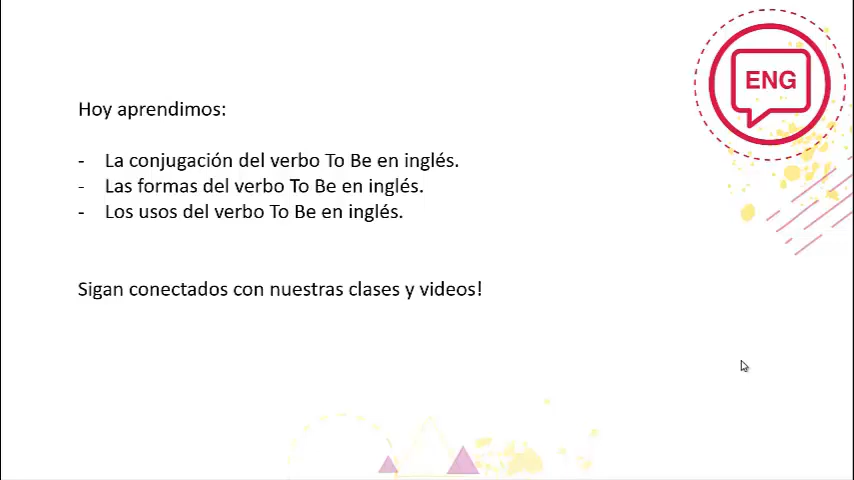 ENG
Hoy aprendimos:
- La conjugación del verbo To Be en inglés.
- Las formas del verbo To Be en inglés.
- Los usos del verbo To Be en inglés.
Sigan conectados con nuestras clases y videos!